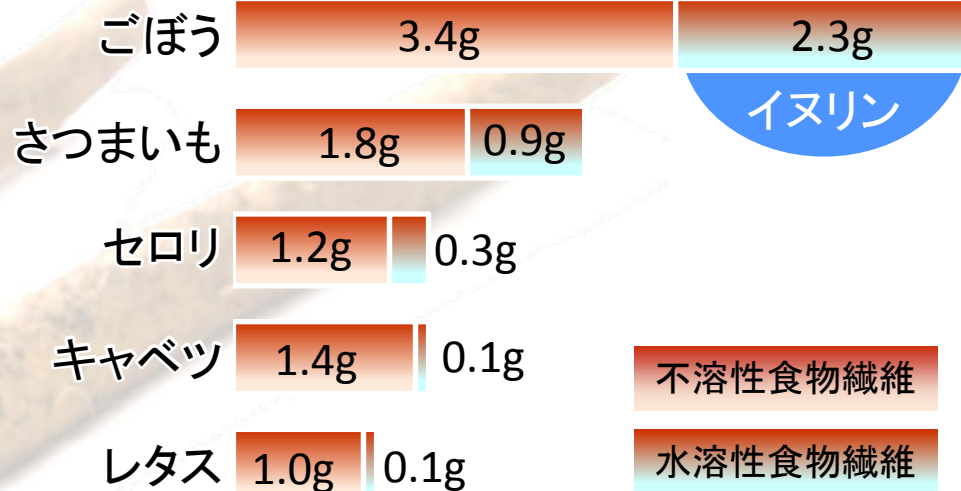 ごぼう 3.4g 2.3g
イヌリン
さつまいも 1.8g 0.9g
セロリ 1.2g 0.3g
キャベツ 1.4g 0.1g
不溶性食物繊維
レタス 1.0g 0.1g
水溶性食物繊維